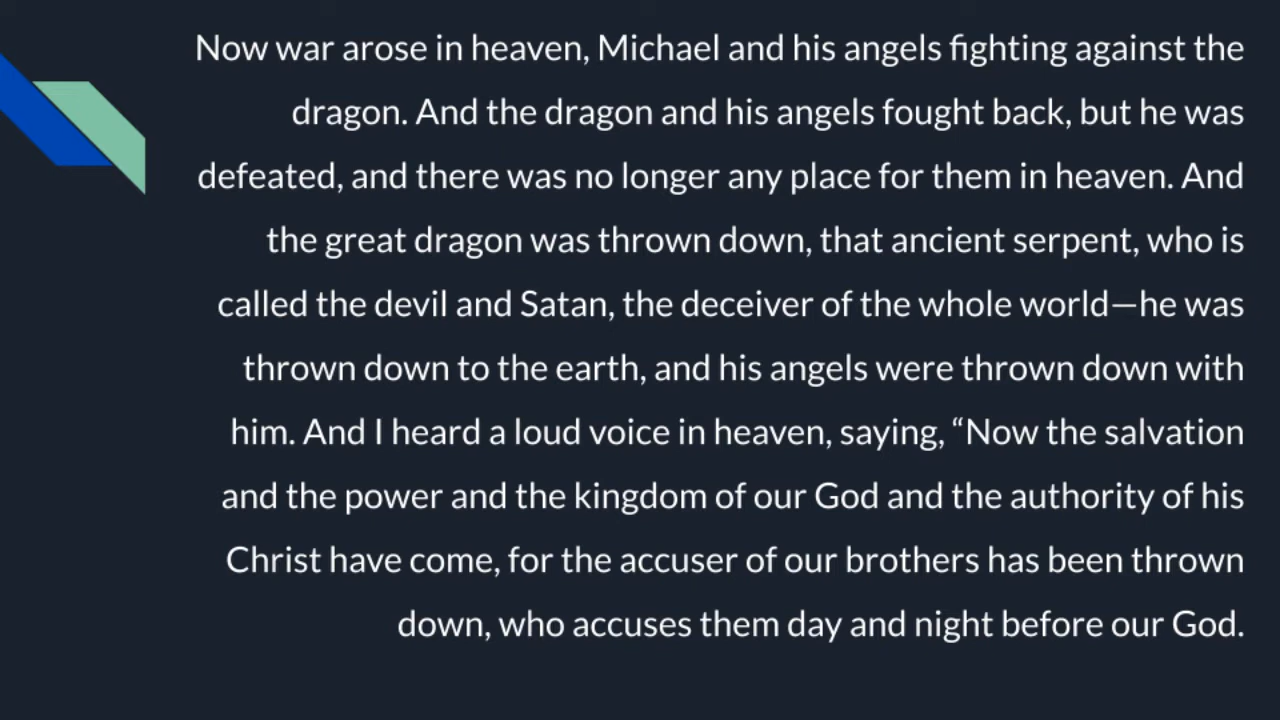 Now war arose in heaven, Michael and his angels fighting against the
dragon. And the dragon and his angels fought back, but he was
defeated, and there was no longer any place for them in heaven. And
the great dragon was thrown down, that ancient serpent, who is
called the devil and Satan, the deceiver of the whole world—he was
thrown down to the earth, and his angels were thrown down with
him. And I heard a loud voice in heaven, saying, “Now the salvation
and the power and the kingdom of our God and the authority of his
Christ have come, for the accuser of our brothers has been thrown
down, who accuses them day and night before our God.